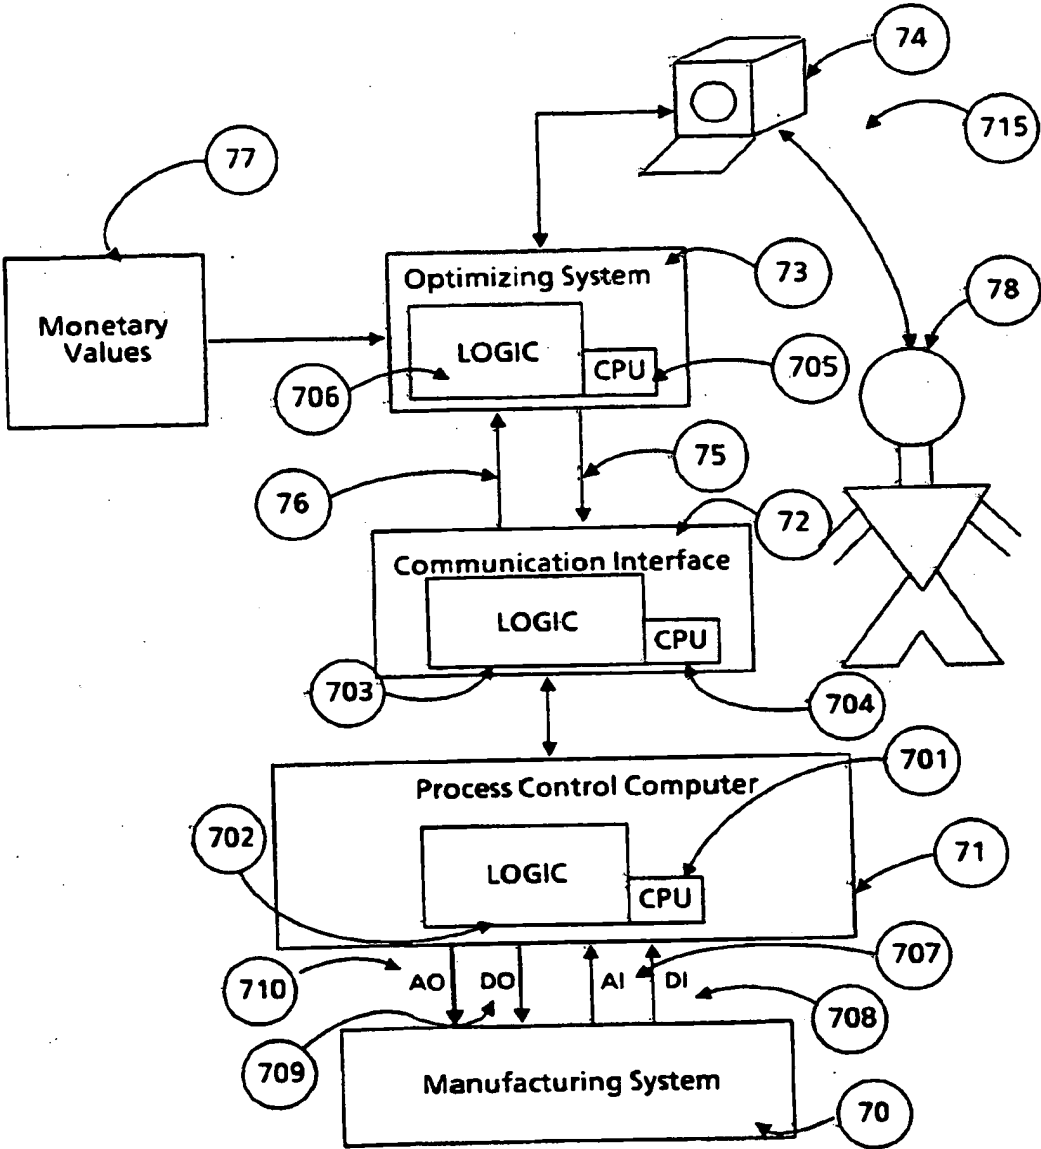 74
715
77
Optimizing System
73
78
Monetary
Values
LOGIC
CPU
705
706
75
76
72
Communication Interface
LOGIC
CPU
703
704
701
Process Control Computer
702
71
LOGIC
CPU
707
710
AO
DO
AI
DI
708
709
Manufacturing System
70